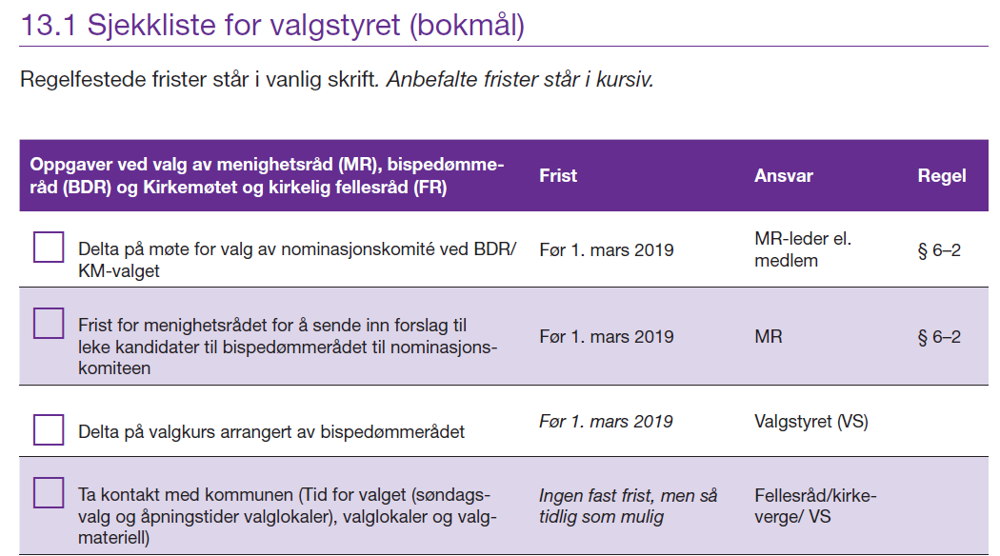 13.1 Sjekkliste for valgstyret (bokmål)
Regelfestede frister står i vanlig skrift. Anbefalte frister står i kursiv.
Oppgaver ved valg av menighetsråd (MR), bispedømme-
råd (BDR) og Kirkemøtet og kirkelig fellesråd (FR)
Frist
Ansvar
Regel
Delta på møte for valg av nominasjonskomité ved BDR/
KM-valget
Før 1. mars 2019
MR-leder el.
medlem
§ 6–2
Frist for menighetsrådet for å sende inn forslag til
leke kandidater til bispedømmerådet til nominasjons-
komiteen
Før 1. mars 2019
MR
§ 6–2
Delta på valgkurs arrangert av bispedømmerådet
Før 1. mars 2019
Valgstyret (VS)
Ta kontakt med kommunen (Tid for valget (søndags-
valg og åpningstider valglokaler), valglokaler og valg-
materiell)
Ingen fast frist, men så
tidlig som mulig
Fellesråd/kirke-
verge/ VS